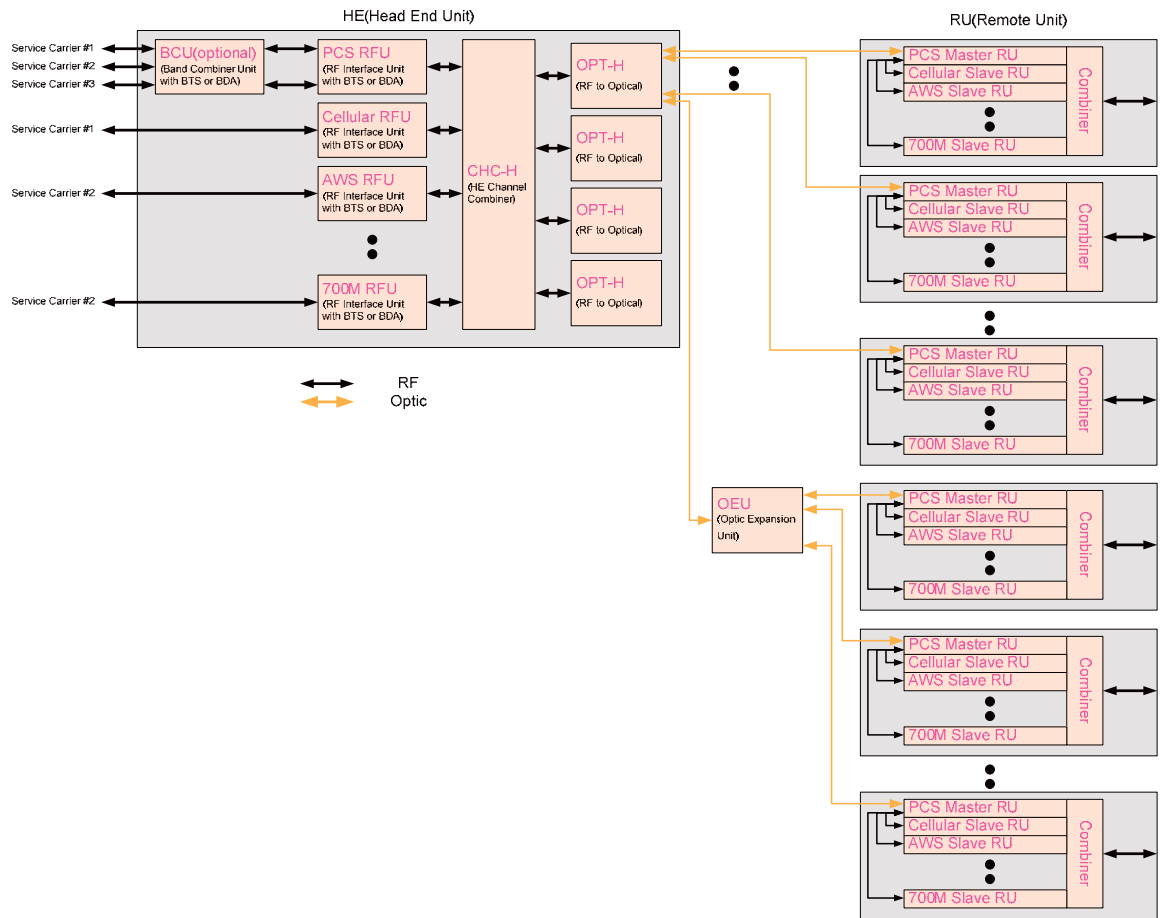 HE(Head End Unit)
RU(Remote Unit)
Service Carrier #1
Service Carrier #2
Service Carrier #3
BCU(optional)
(Band Combiner Unit
with BTS or BDA)
PCS RFU
(RF Interface Unit
with BTS or BDA)
Service Carrier #1
Cellular RFU
(RF Interface Unit
with BTS or BDA)
Service Carrier #2
AWS RFU
(RF Interface Unit
with BTS or BDA)
Service Carrier #2
700M RFU
(RF Interface Unit
with BTS or BDA)
CHC-H
(HE Channel
Combiner)
OPT-H
(RF to Optical)
OPT-H
(RF to Optical)
OPT-H
(RF to Optical)
OPT-H
(RF to Optical)
RF
Optic
OEU
(Optic Expansion
Unit)
PCS Master RU
Cellular Slave RU
AWS Slave RU
700M Slave RU
Combiner
PCS Master RU
Cellular Slave RU
AWS Slave RU
700M Slave RU
Combiner
PCS Master RU
Cellular Slave RU
AWS Slave RU
700M Slave RU
Combiner
PCS Master RU
Cellular Slave RU
AWS Slave RU
700M Slave RU
Combiner
PCS Master RU
Cellular Slave RU
AWS Slave RU
700M Slave RU
Combiner
PCS Master RU
Cellular Slave RU
AWS Slave RU
700M Slave RU
Combiner